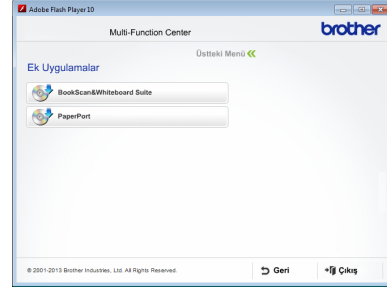 Adobe Flash Player 10
Multi-Function Center
brother
Üstteki Menü
Ek Uygulamalar
BookScan&Whiteboard Suite
PaperPort
© 2001-2013 Brother Industries, Ltd. All Rights Reserved.
Geri
Çıkış